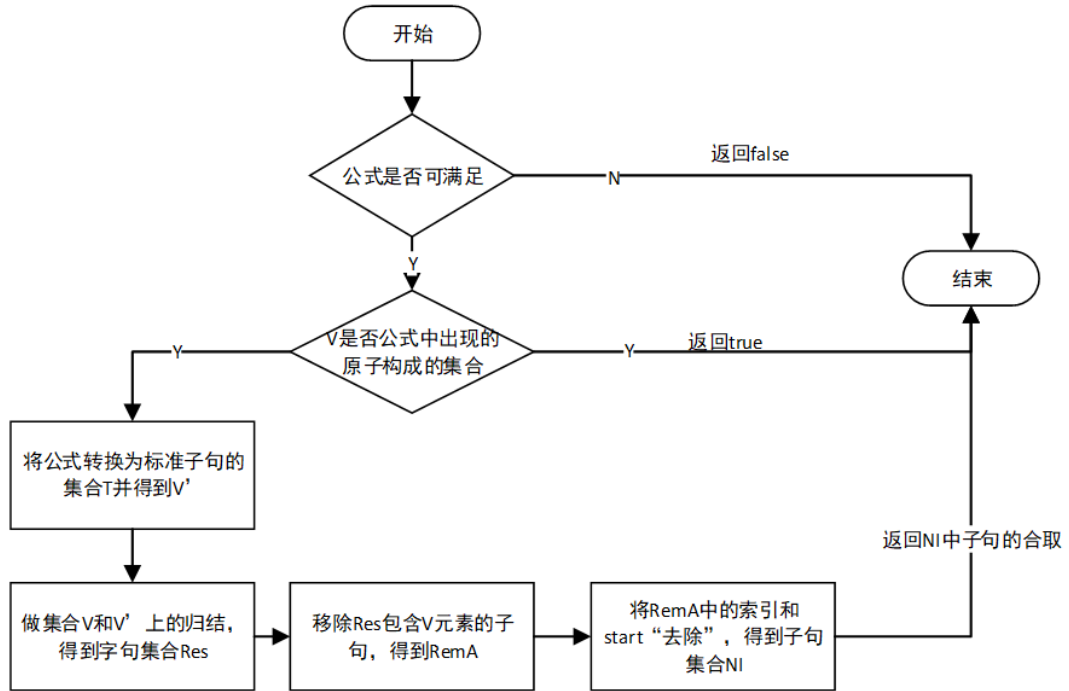 开始
返回false
公式是否可满足
N
Y
结束
V是否公式中出现的
原子构成的集合
Y
Y
返回true
将公式转换为标准子句的
集合T并得到V’
返回NI中子句的合取
做集合V和V’上的归结，
得到字句集合Res
移除Res包含V元素的子
句，得到RemA
将RemA中的索引和
start“去除”，得到子句
集合NI